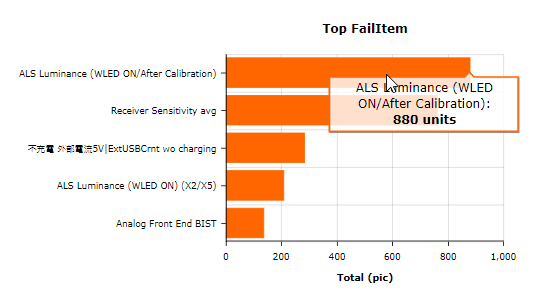 Top FailItem
ALS Luminance (WLED ON/After Calibration)
ALS Luminance (WLED
ON/After Calibration):
880 units
Receiver Sensitivity avg
不充電 外部電流5V|ExtUSBCrnt wo charging
ALS Luminance (WLED ON) (X2/X5)
Analog Front End BIST
0 200 400 600 800 1,000
Total (pic)